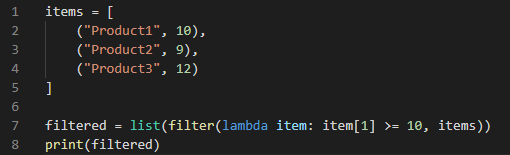 1 items = [
2     ("Product1", 10),
3     ("Product2", 9),
4     ("Product3", 12)
5 ]
6
7 filtered = list(filter(lambda item: item[1] >= 10, items))
8 print(filtered)